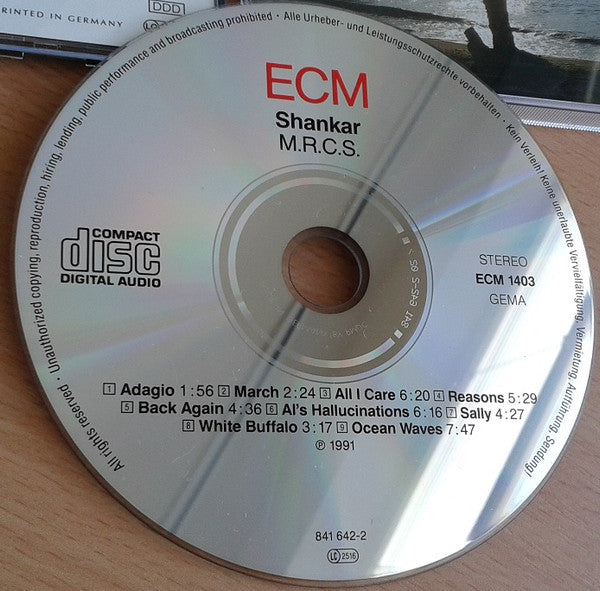 PRINTED IN GERMANY
DDD
LC
Unauthorized copying, reproduction, hiring, lending, public performance and broadcasting prohibited · Alle Urheber- und Leistungsschutzrechte vorbehalten · Kein Verleih! Keine unerlaubte Vervielfältigung, Vermietung, Aufführung, Sendung!
All rights reserved ·
ECM
Shankar
M.R.C.S.
COMPACT
disc
DIGITAL AUDIO
STEREO
ECM 1403
GEMA
1 Adagio 1:56 2 March 2:24 3 All I Care 6:20 4 Reasons 5:29
5 Back Again 4:36 6 Al's Hallucinations 6:16 7 Sally 4:27
8 White Buffalo 3:17 9 Ocean Waves 7:47
℗ 1991
841 642-2
LC 2516